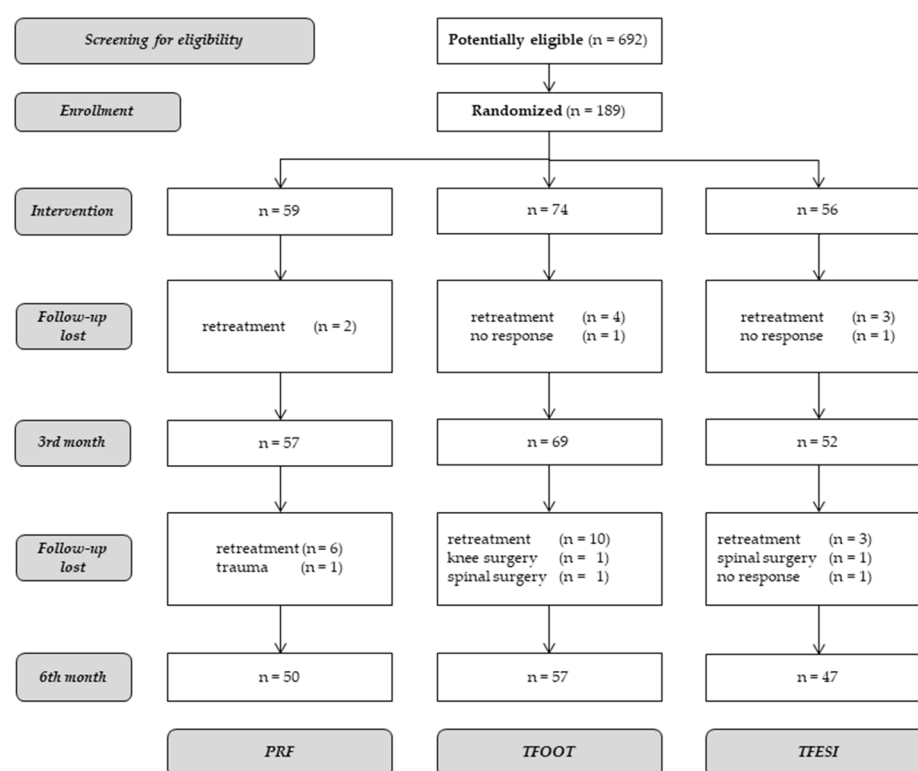 Screening for eligibility
Potentially eligible (n = 692)
Enrollment
Randomized (n = 189)
Intervention
n = 59
n = 74
n = 56
Follow-up
lost
retreatment (n = 2)
retreatment (n = 4)
no response (n = 1)
retreatment (n = 3)
no response (n = 1)
3rd month
n = 57
n = 69
n = 52
Follow-up
lost
retreatment (n = 6)
trauma (n = 1)
retreatment (n = 10)
knee surgery (n = 1)
spinal surgery (n = 1)
retreatment (n = 3)
spinal surgery (n = 1)
no response (n = 1)
6th month
n = 50
n = 57
n = 47
PRF
TFOOT
TFESI